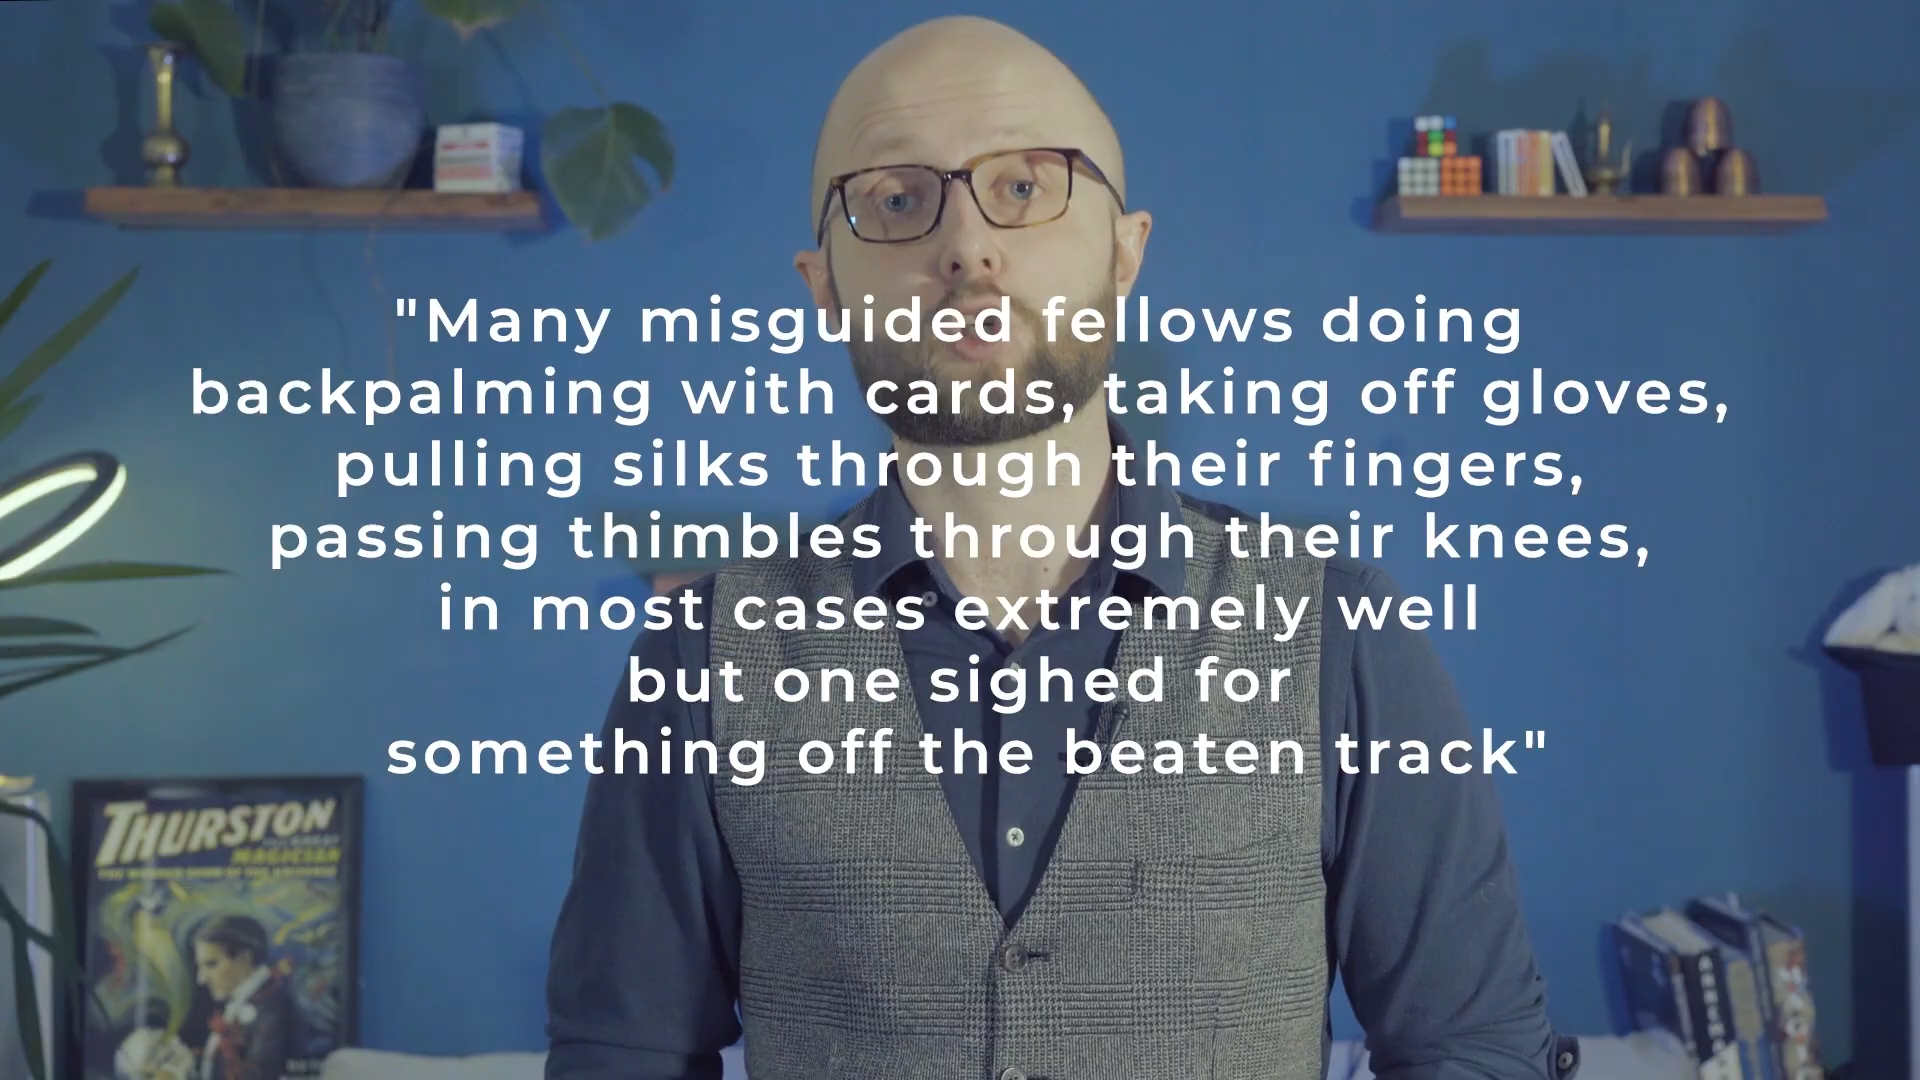 "Many misguided fellows doing
backpalming with cards, taking off gloves,
pulling silks through their fingers,
passing thimbles through their knees,
in most cases extremely well
but one sighed for
something off the beaten track"
THURSTON
MAGICIAN